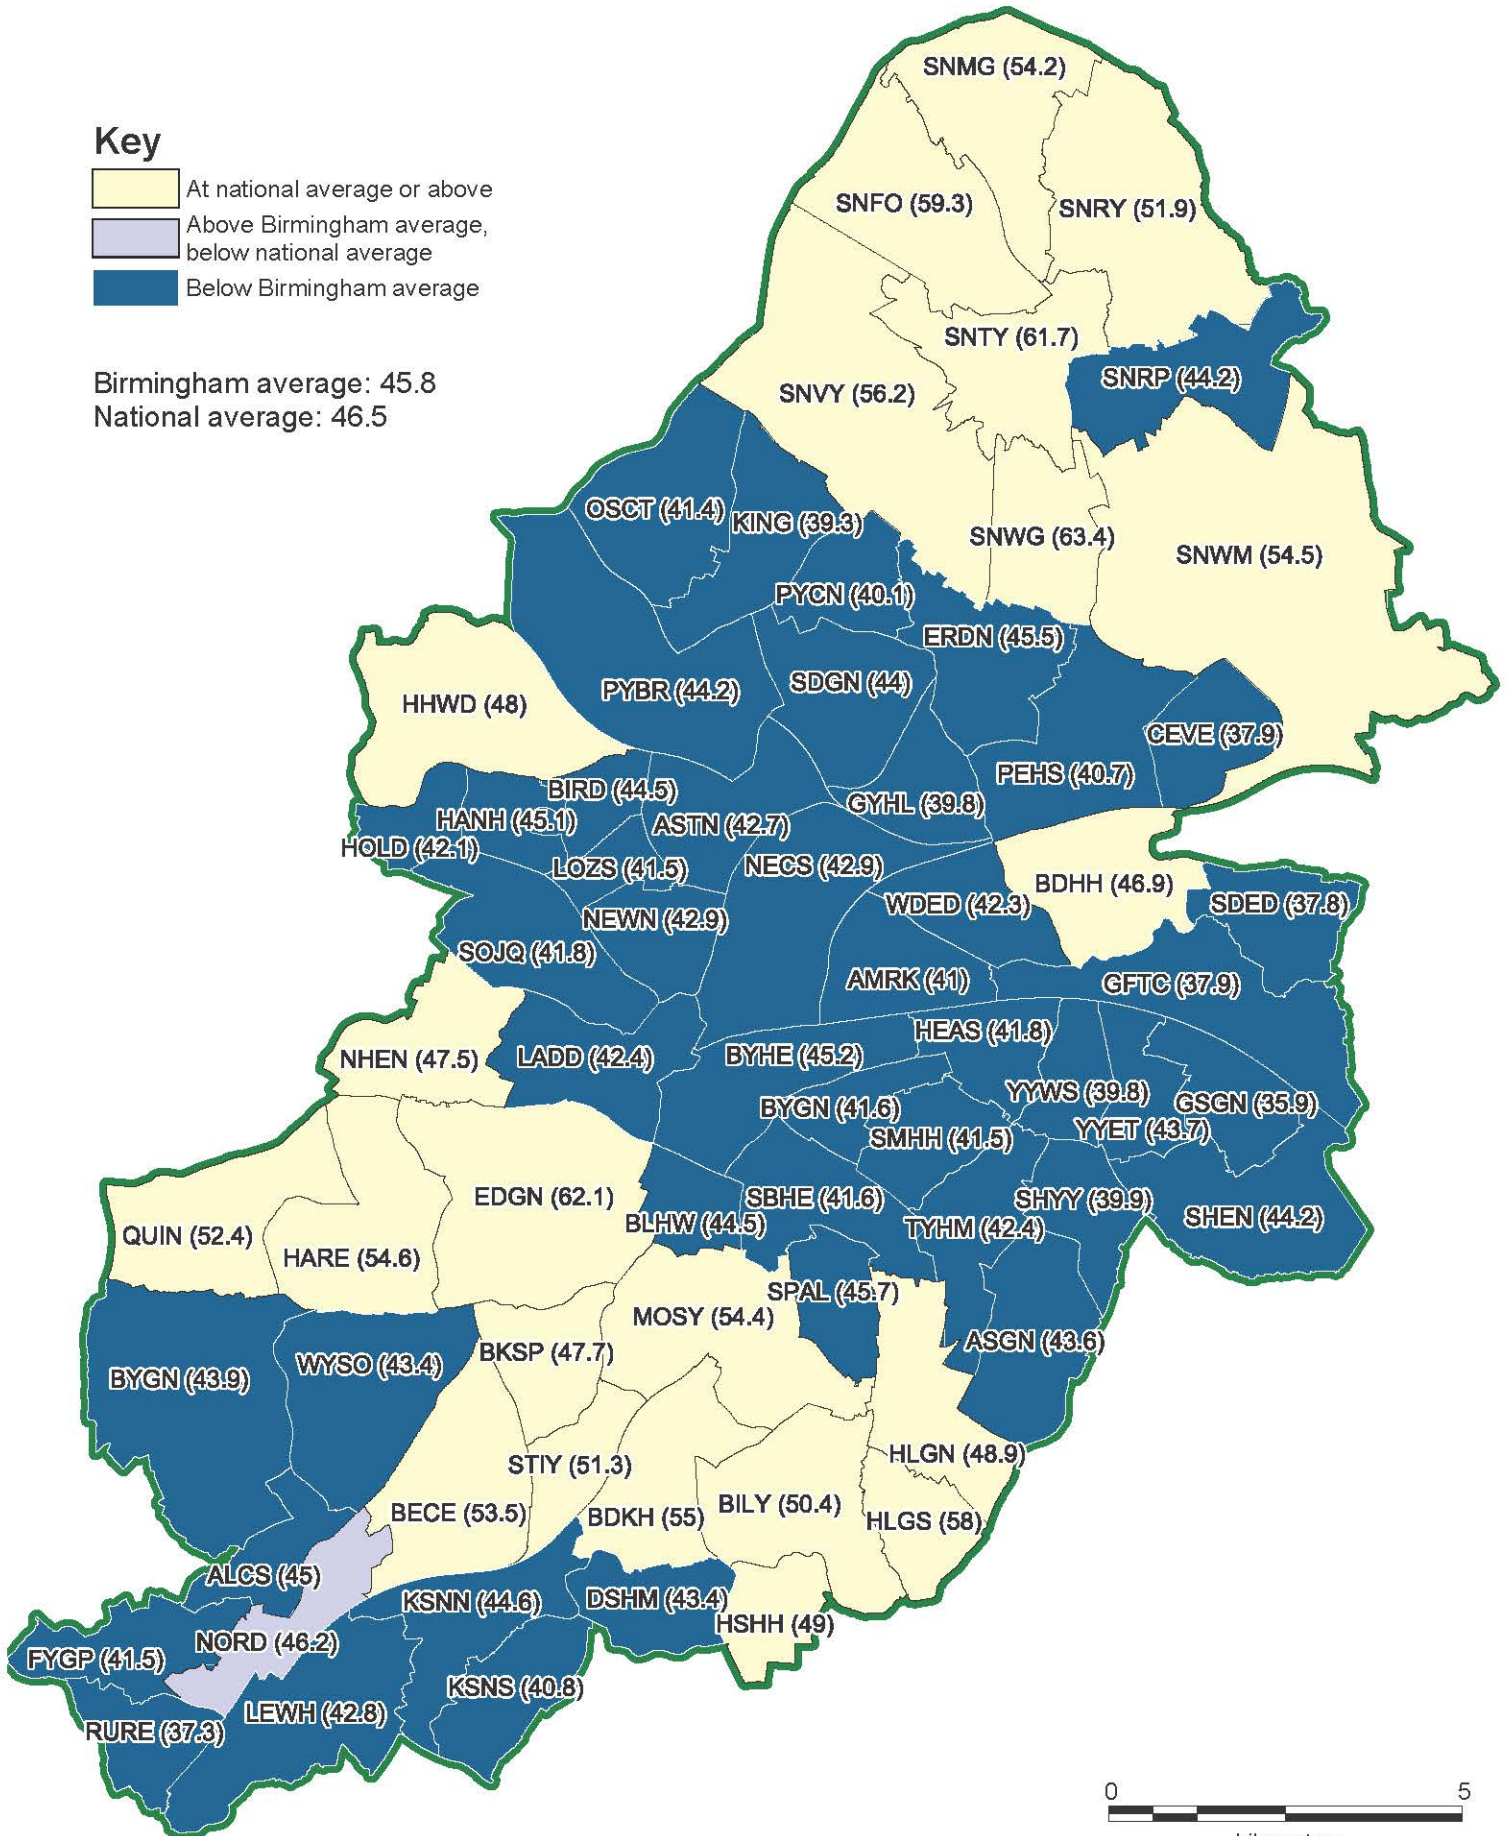 SNMG (54.2)
Key
At national average or above
Above Birmingham average,
below national average
Below Birmingham average
Birmingham average: 45.8
National average: 46.5
SNFO (59.3)
SNRY (51.9)
SNTY (61.7)
SNRP (44.2)
SNVY (56.2)
OSCT (41.4)
KING (39.3)
SNWG (63.4)
SNWM (54.5)
PYCN (40.1)
ERDN (45.5)
HHWD (48)
PYBR (44.2)
SDGN (44)
CEVE (37.9)
PEHS (40.7)
BIRD (44.5)
GYHL (39.8)
HANH (45.1)
ASTN (42.7)
HOLD (42.1)
LOZS (41.5)
NECS (42.9)
BDHH (46.9)
WDED (42.3)
SDED (37.8)
NEWN (42.9)
SOJQ (41.8)
AMRK (41)
GFTC (37.9)
HEAS (41.8)
NHEN (47.5)
LADD (42.4)
BYHE (45.2)
YYWS (39.8)
GSGN (35.9)
BYGN (41.6)
YYET (43.7)
SMHH (41.5)
EDGN (62.1)
SBHE (41.6)
SHYY (39.9)
BLHW (44.5)
TYHM (42.4)
SHEN (44.2)
QUIN (52.4)
HARE (54.6)
SPAL (45.7)
MOSY (54.4)
ASGN (43.6)
BKSP (47.7)
WYSO (43.4)
BYGN (43.9)
HLGN (48.9)
STIY (51.3)
BILY (50.4)
BECE (53.5)
BDKH (55)
HLGS (58)
ALCS (45)
KSNN (44.6)
DSHM (43.4)
HSHH (49)
NORD (46.2)
FYGP (41.5)
KSNS (40.8)
LEWH (42.8)
RURE (37.3)
0 5